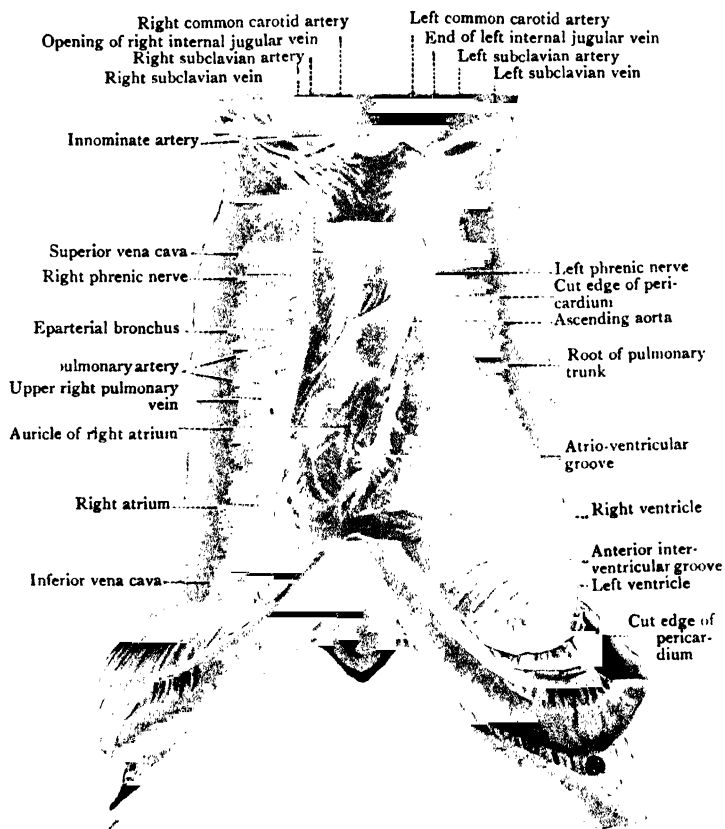 Right common carotid artery
Opening of right internal jugular vein
Right subclavian artery
Right subclavian vein
Left common carotid artery
End of left internal jugular vein
Left subclavian artery
Left subclavian vein
Innominate artery
Superior vena cava
Right phrenic nerve
Eparterial bronchus
pulmonary artery
Upper right pulmonary
vein
Auricle of right atrium
Right atrium
Inferior vena cava
Left phrenic nerve
Cut edge of peri-
cardium
Ascending aorta
Root of pulmonary
trunk
Atrio-ventricular
groove
Right ventricle
Anterior inter-
ventricular groove
Left ventricle
Cut edge of
pericar-
dium